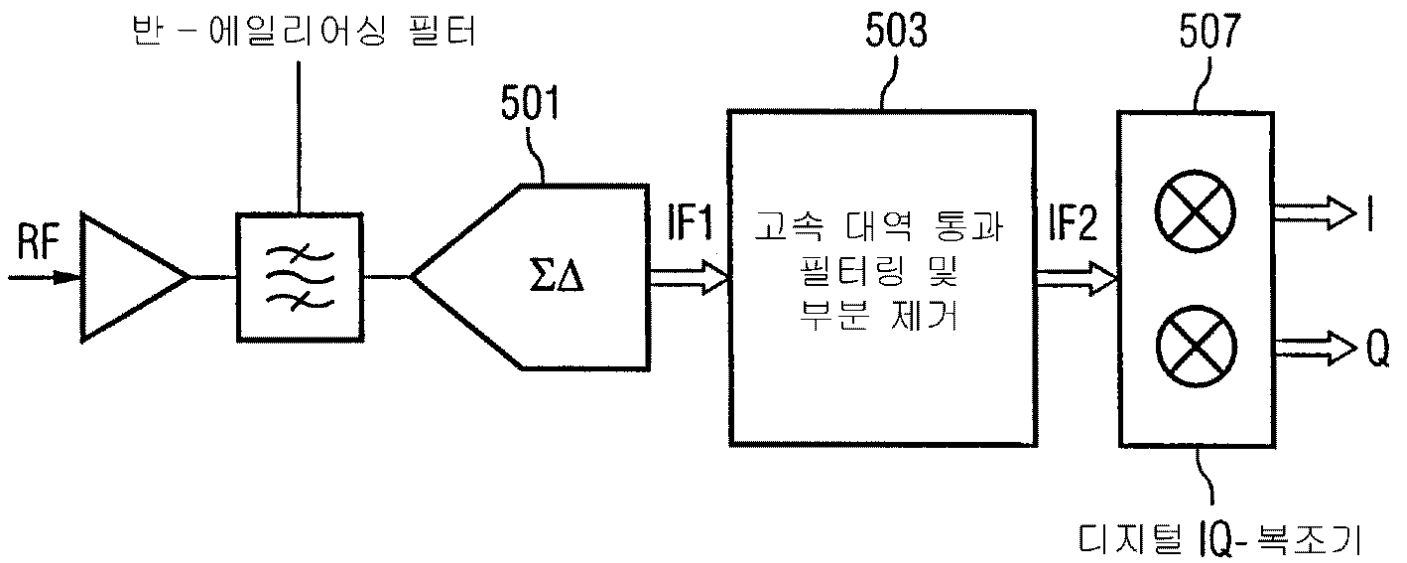 반 - 에일리어싱 필터
501
503
507
RF
ΣΔ
IF1
고속 대역 통과
필터링 및
부분 제거
IF2
I
Q
디지털 IQ-복조기